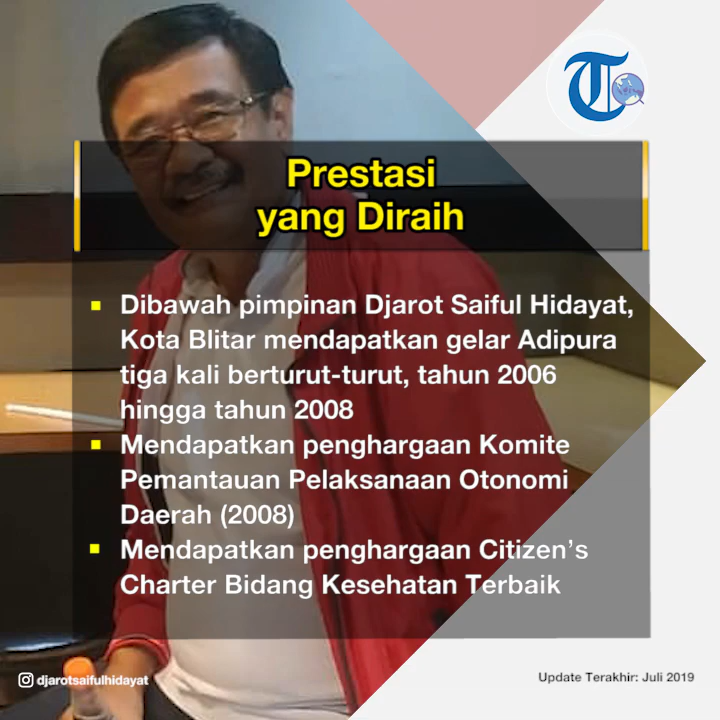 T
Prestasi
yang Diraih
Dibawah pimpinan Djarot Saiful Hidayat,
Kota Blitar mendapatkan gelar Adipura
tiga kali berturut-turut, tahun 2006
hingga tahun 2008
Mendapatkan penghargaan Komite
Pemantauan Pelaksanaan Otonomi
Daerah (2008)
Mendapatkan penghargaan Citizen's
Charter Bidang Kesehatan Terbaik
djarotsaifulhidayat
Update Terakhir: Juli 2019